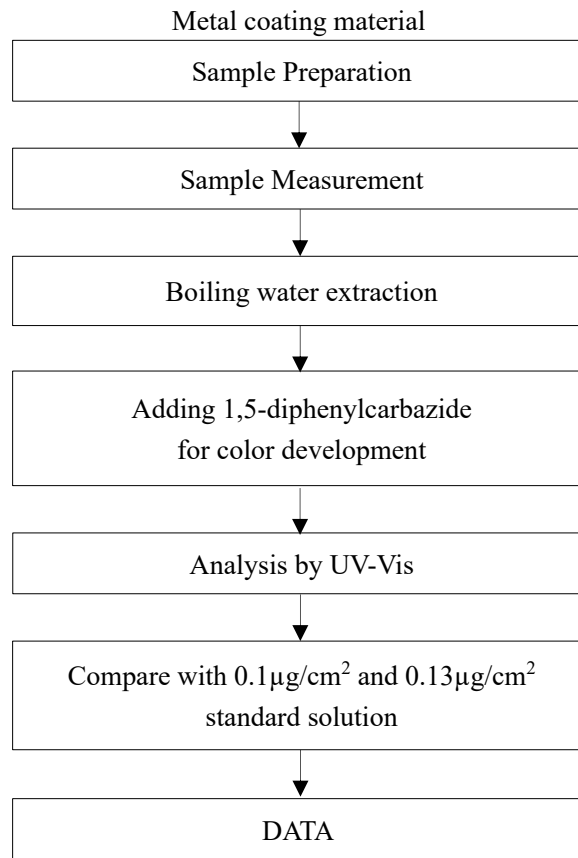 Metal coating material
Sample Preparation
Sample Measurement
Boiling water extraction
Adding 1,5-diphenylcarbazide
for color development
Analysis by UV-Vis
Compare with 0.1µg/cm² and 0.13µg/cm²
standard solution
DATA